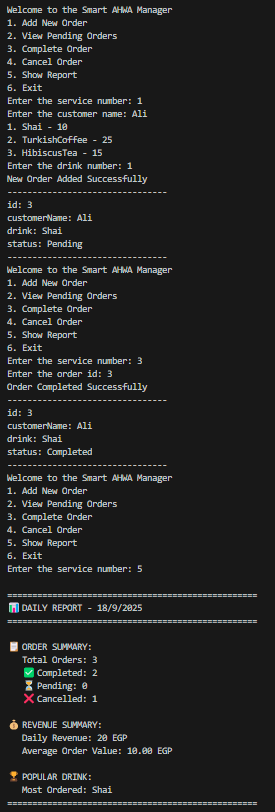 Welcome to the Smart AHWA Manager
1. Add New Order
2. View Pending Orders
3. Complete Order
4. Cancel Order
5. Show Report
6. Exit
Enter the service number: 1
Enter the customer name: Ali
1. Shai - 10
2. TurkishCoffee - 25
3. HibiscusTea - 15
Enter the drink number: 1
New Order Added Successfully
--------------------------------
id: 3
customerName: Ali
drink: Shai
status: Pending
--------------------------------
Welcome to the Smart AHWA Manager
1. Add New Order
2. View Pending Orders
3. Complete Order
4. Cancel Order
5. Show Report
6. Exit
Enter the service number: 3
Enter the order id: 3
Order Completed Successfully
--------------------------------
id: 3
customerName: Ali
drink: Shai
status: Completed
--------------------------------
Welcome to the Smart AHWA Manager
1. Add New Order
2. View Pending Orders
3. Complete Order
4. Cancel Order
5. Show Report
6. Exit
Enter the service number: 5
==================================================
📊 DAILY REPORT - 18/9/2025
==================================================
📋 ORDER SUMMARY:
Total Orders: 3
✅ Completed: 2
⏳ Pending: 0
❌ Cancelled: 1
💰 REVENUE SUMMARY:
Daily Revenue: 20 EGP
Average Order Value: 10.00 EGP
🏆 POPULAR DRINK:
Most Ordered: Shai
==================================================